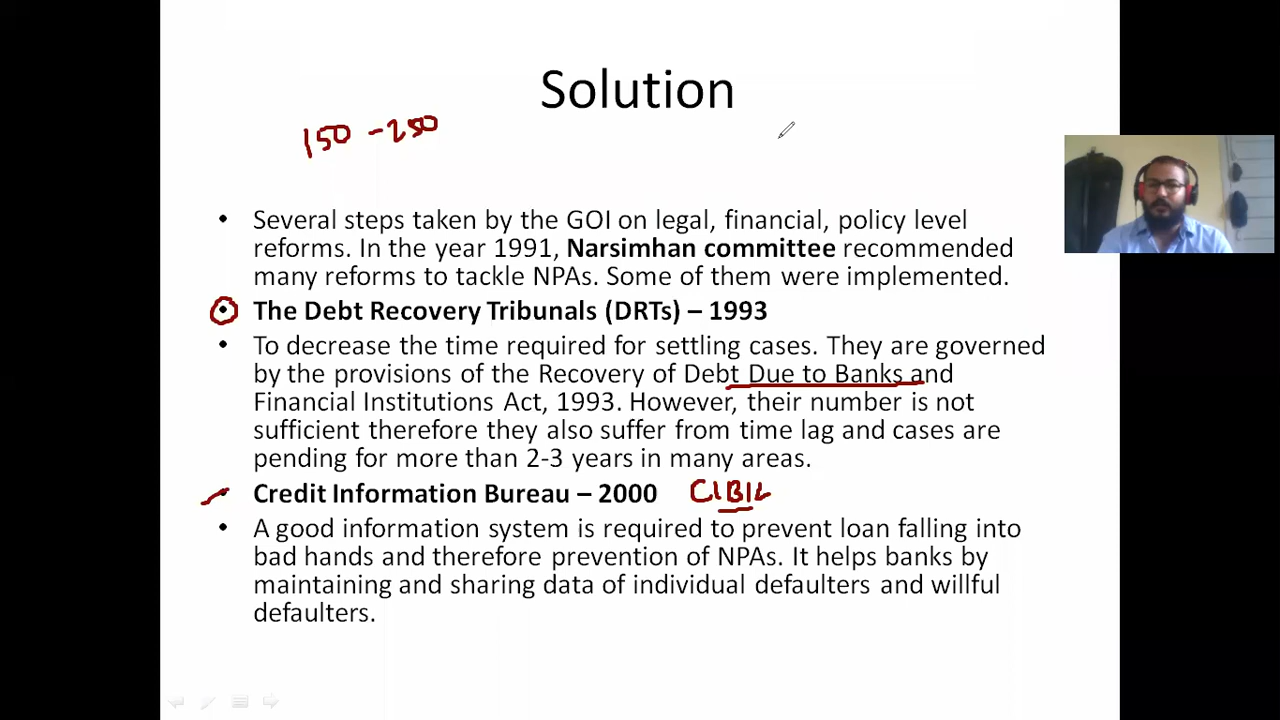 Solution
150 - 250
• Several steps taken by the GOI on legal, financial, policy level
reforms. In the year 1991, Narsimhan committee recommended
many reforms to tackle NPAs. Some of them were implemented.
• The Debt Recovery Tribunals (DRTs) – 1993
• To decrease the time required for settling cases. They are governed
by the provisions of the Recovery of Debt Due to Banks and
Financial Institutions Act, 1993. However, their number is not
sufficient therefore they also suffer from time lag and cases are
pending for more than 2-3 years in many areas.
• Credit Information Bureau – 2000 CIBIL
• A good information system is required to prevent loan falling into
bad hands and therefore prevention of NPAs. It helps banks by
maintaining and sharing data of individual defaulters and willful
defaulters.